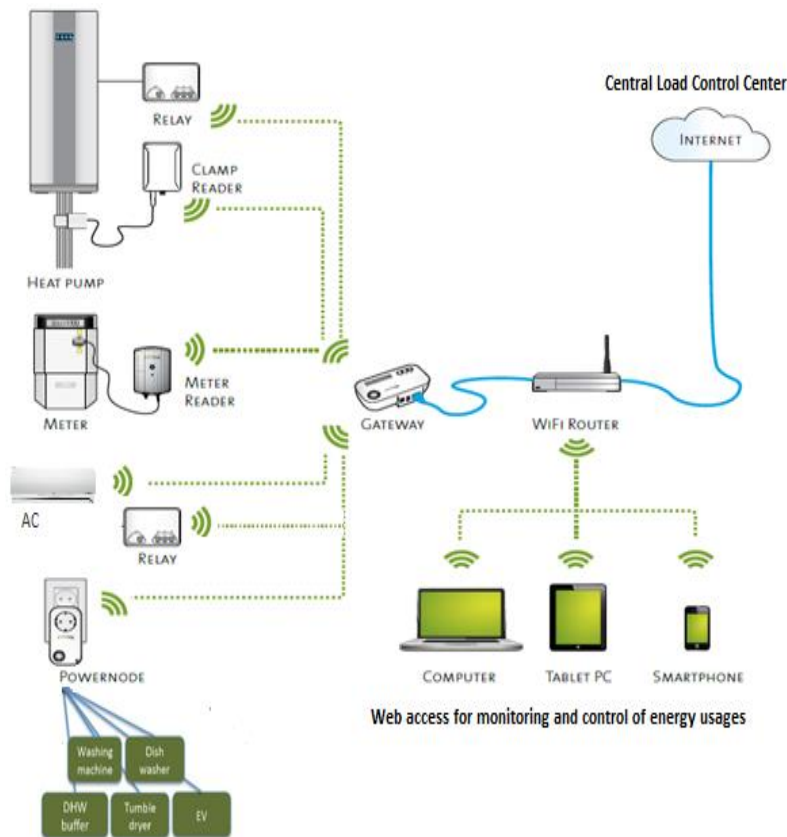 Central Load Control Center
INTERNET
RELAY
CLAMP
READER
HEAT PUMP
METER
READER
METER
GATEWAY
WIFI ROUTER
AC
RELAY
POWERNODE
COMPUTER
TABLET PC
SMARTPHONE
Web access for monitoring and control of energy usages
Washing
machine
Dish
washer
DHW
buffer
Tumble
dryer
EV